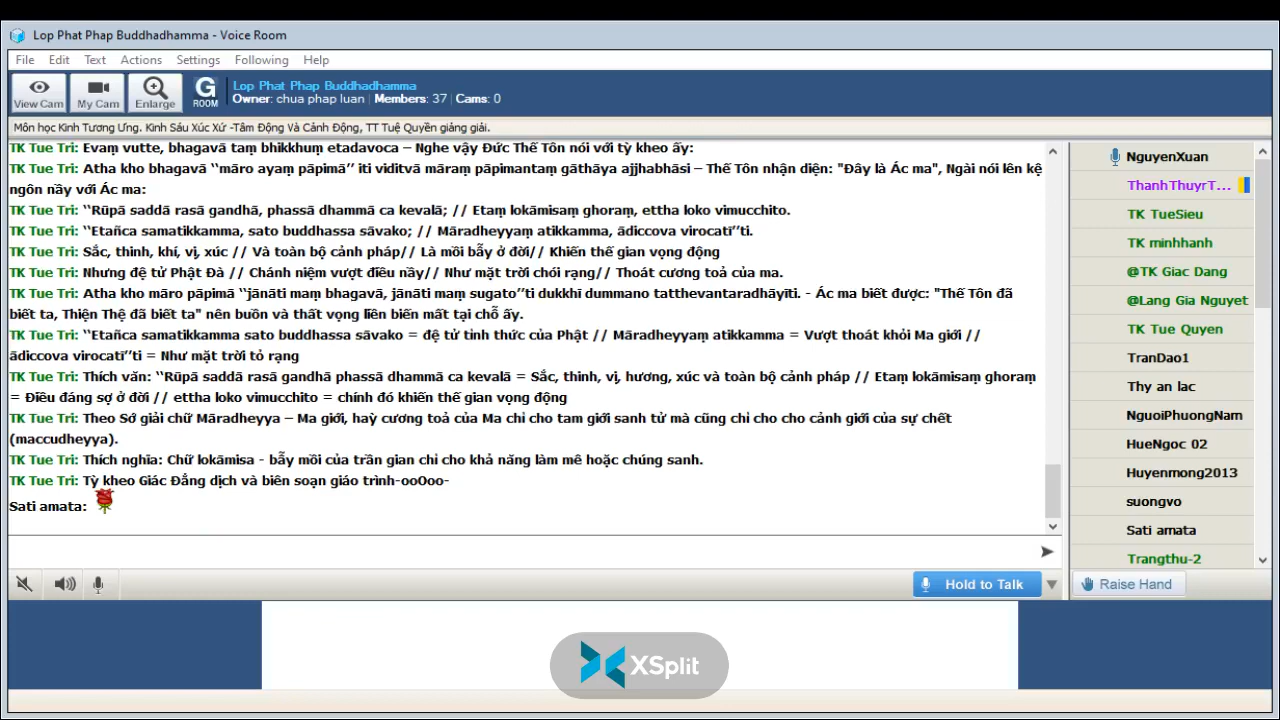 Lop Phat Phap Buddhadhamma - Voice Room
File Edit Text Actions Settings Following Help
View Cam My Cam Enlarge G ROOM
Lop Phat Phap Buddhadhamma
Owner: chua phap luan | Members: 37 | Cams: 0
Môn học Kinh Tương Ưng. Kinh Sáu Xúc Xứ -Tâm Động Và Cảnh Động, TT Tuệ Quyền giảng giải.
TK Tue Tri: Evaṃ vutte, bhagavā taṃ bhikkhuṃ etadavoca – Nghe vậy Đức Thế Tôn nói với tỳ kheo ấy:
TK Tue Tri: Atha kho bhagavā ‘‘māro ayaṃ pāpimā’’ iti viditvā māraṃ pāpimantaṃ gāthāya ajjhabhāsi – Thế Tôn nhận diện: "Đây là Ác ma", Ngài nói lên kệ
ngôn nầy với Ác ma:
TK Tue Tri: ‘‘Rūpā saddā rasā gandhā, phassā dhammā ca kevalā; // Etaṃ lokāmisaṃ ghoraṃ, ettha loko vimucchito.
TK Tue Tri: ‘‘Etañca samatikkamma, sato buddhassa sāvako; // Māradheyyaṃ atikkamma, ādiccova virocatī’’ti.
TK Tue Tri: Sắc, thinh, khí, vị, xúc // Và toàn bộ cảnh pháp// Là mồi bẫy ở đời// Khiến thế gian vọng động
TK Tue Tri: Nhưng đệ tử Phật Đà // Chánh niệm vượt điều nầy// Như mặt trời chói rạng// Thoát cương toả của ma.
TK Tue Tri: Atha kho māro pāpimā ‘‘jānāti maṃ bhagavā, jānāti maṃ sugato’’ti dukkhī dummano tatthevantaradhāyīti. - Ác ma biết được: "Thế Tôn đã
biết ta, Thiện Thệ đã biết ta" nên buồn và thất vọng liền biến mất tại chỗ ấy.
TK Tue Tri: ‘‘Etañca samatikkamma sato buddhassa sāvako = đệ tử tỉnh thức của Phật // Māradheyyaṃ atikkamma = Vượt thoát khỏi Ma giới //
ādiccova virocatī’’ti = Như mặt trời tỏ rạng
TK Tue Tri: Thích văn: ‘‘Rūpā saddā rasā gandhā phassā dhammā ca kevalā = Sắc, thinh, vị, hương, xúc và toàn bộ cảnh pháp // Etaṃ lokāmisaṃ ghoraṃ
= Điều đáng sợ ở đời // ettha loko vimucchito = chính đó khiến thế gian vọng động
TK Tue Tri: Theo Sớ giải chữ Māradheyya – Ma giới, haỳ cương toả của Ma chỉ cho tam giới sanh tử mà cũng chỉ cho cho cảnh giới của sự chết
(maccudheyya).
TK Tue Tri: Thích nghĩa: Chữ lokāmisa - bẫy mồi của trần gian chỉ cho khả năng làm mê hoặc chúng sanh.
TK Tue Tri: Tỳ kheo Giác Đẳng dịch và biên soạn giáo trình-ooOoo-
Sati amata:
NguyenXuan
ThanhThuyrT...
TK TueSieu
TK minhhanh
@TK Giac Dang
@Lang Gia Nguyet
TK Tue Quyen
TranDao1
Thy an lac
NguoiPhuongNam
HueNgoc 02
Huyenmong2013
suongvo
Sati amata
Trangthu-2
Hold to Talk
Raise Hand
XSplit